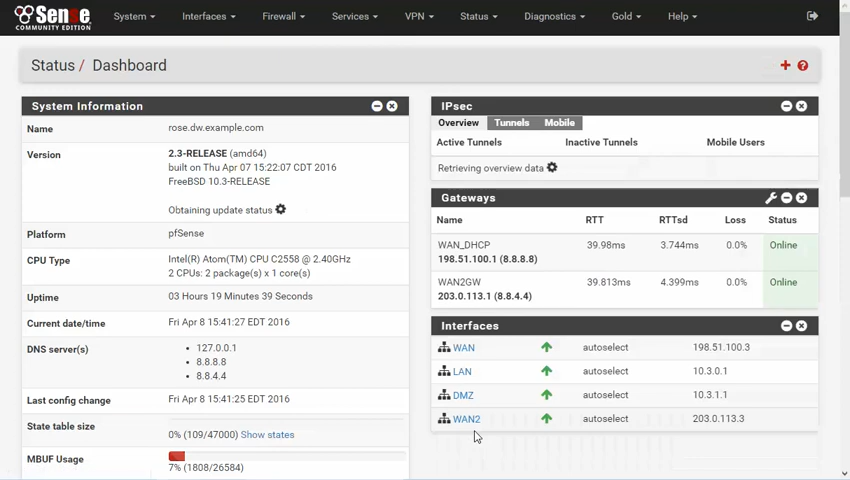 Sense
COMMUNITY EDITION
System
Interfaces
Firewall
Services
VPN
Status
Diagnostics
Gold
Help
Status / Dashboard
System Information
Name rose.dw.example.com
Version 2.3-RELEASE (amd64)
built on Thu Apr 07 15:22:07 CDT 2016
FreeBSD 10.3-RELEASE
Obtaining update status
Platform pfSense
CPU Type Intel(R) Atom(TM) CPU C2558 @ 2.40GHz
2 CPUs: 2 package(s) x 1 core(s)
Uptime 03 Hours 19 Minutes 39 Seconds
Current date/time Fri Apr 8 15:41:27 EDT 2016
DNS server(s) • 127.0.0.1
• 8.8.8.8
• 8.8.4.4
Last config change Fri Apr 8 15:41:25 EDT 2016
State table size 0% (109/47000) Show states
MBUF Usage 7% (1808/26584)
IPsec
Overview Tunnels Mobile
Active Tunnels Inactive Tunnels Mobile Users
Retrieving overview data
Gateways
Name RTT RTTsd Loss Status
WAN_DHCP 39.98ms 3.744ms 0.0% Online
198.51.100.1 (8.8.8.8)
WAN2GW 39.813ms 4.399ms 0.0% Online
203.0.113.1 (8.8.4.4)
Interfaces
WAN autoselect 198.51.100.3
LAN autoselect 10.3.0.1
DMZ autoselect 10.3.1.1
WAN2 autoselect 203.0.113.3